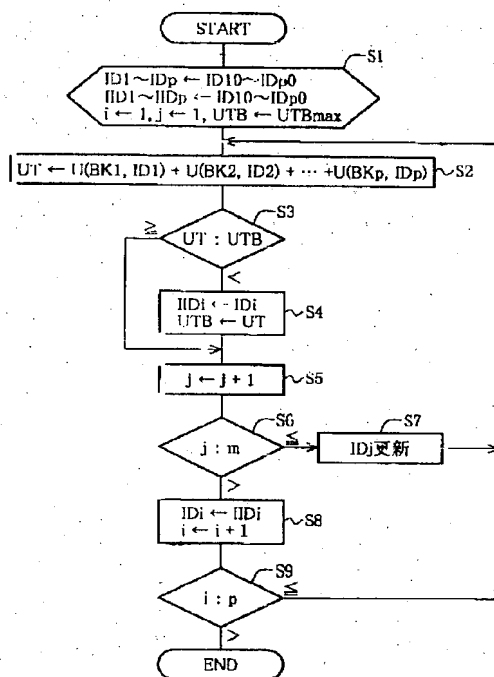 START
S1
ID1~IDp ← ID10~IDp0
IID1~IIDp ← ID10~IDp0
i ← 1, j ← 1, UTB ← UTBmax
UT ← U(BK1, ID1) + U(BK2, ID2) + ⋯ +U(BKp, IDp)
S2
S3
≧
UT : UTB
<
IIDi ← IDi
UTB ← UT
S4
j ← j + 1
S5
S6
j : m
≦
S7
IDj更新
>
IDi ← IIDi
i ← i + 1
S8
S9
i : p
≦
>
END